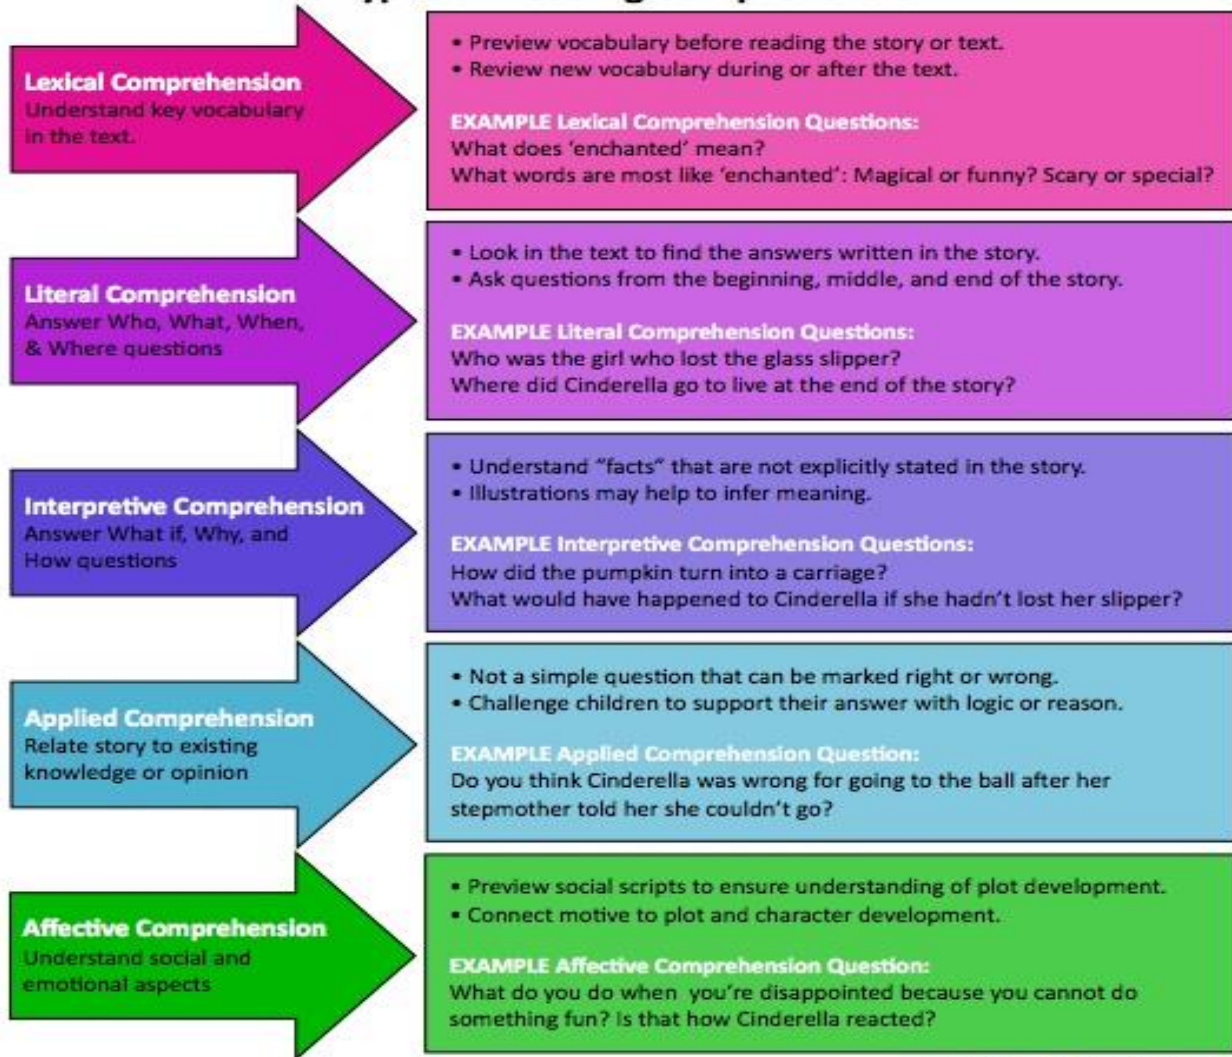 Lexical Comprehension
Understand key vocabulary
in the text.
• Preview vocabulary before reading the story or text.
• Review new vocabulary during or after the text.
EXAMPLE Lexical Comprehension Questions:
What does ‘enchanted’ mean?
What words are most like ‘enchanted’: Magical or funny? Scary or special?
Literal Comprehension
Answer Who, What, When,
& Where questions
• Look in the text to find the answers written in the story.
• Ask questions from the beginning, middle, and end of the story.
EXAMPLE Literal Comprehension Questions:
Who was the girl who lost the glass slipper?
Where did Cinderella go to live at the end of the story?
Interpretive Comprehension
Answer What if, Why, and
How questions
• Understand “facts” that are not explicitly stated in the story.
• Illustrations may help to infer meaning.
EXAMPLE Interpretive Comprehension Questions:
How did the pumpkin turn into a carriage?
What would have happened to Cinderella if she hadn’t lost her slipper?
Applied Comprehension
Relate story to existing
knowledge or opinion
• Not a simple question that can be marked right or wrong.
• Challenge children to support their answer with logic or reason.
EXAMPLE Applied Comprehension Question:
Do you think Cinderella was wrong for going to the ball after her
stepmother told her she couldn’t go?
Affective Comprehension
Understand social and
emotional aspects
• Preview social scripts to ensure understanding of plot development.
• Connect motive to plot and character development.
EXAMPLE Affective Comprehension Question:
What do you do when you’re disappointed because you cannot do
something fun? Is that how Cinderella reacted?